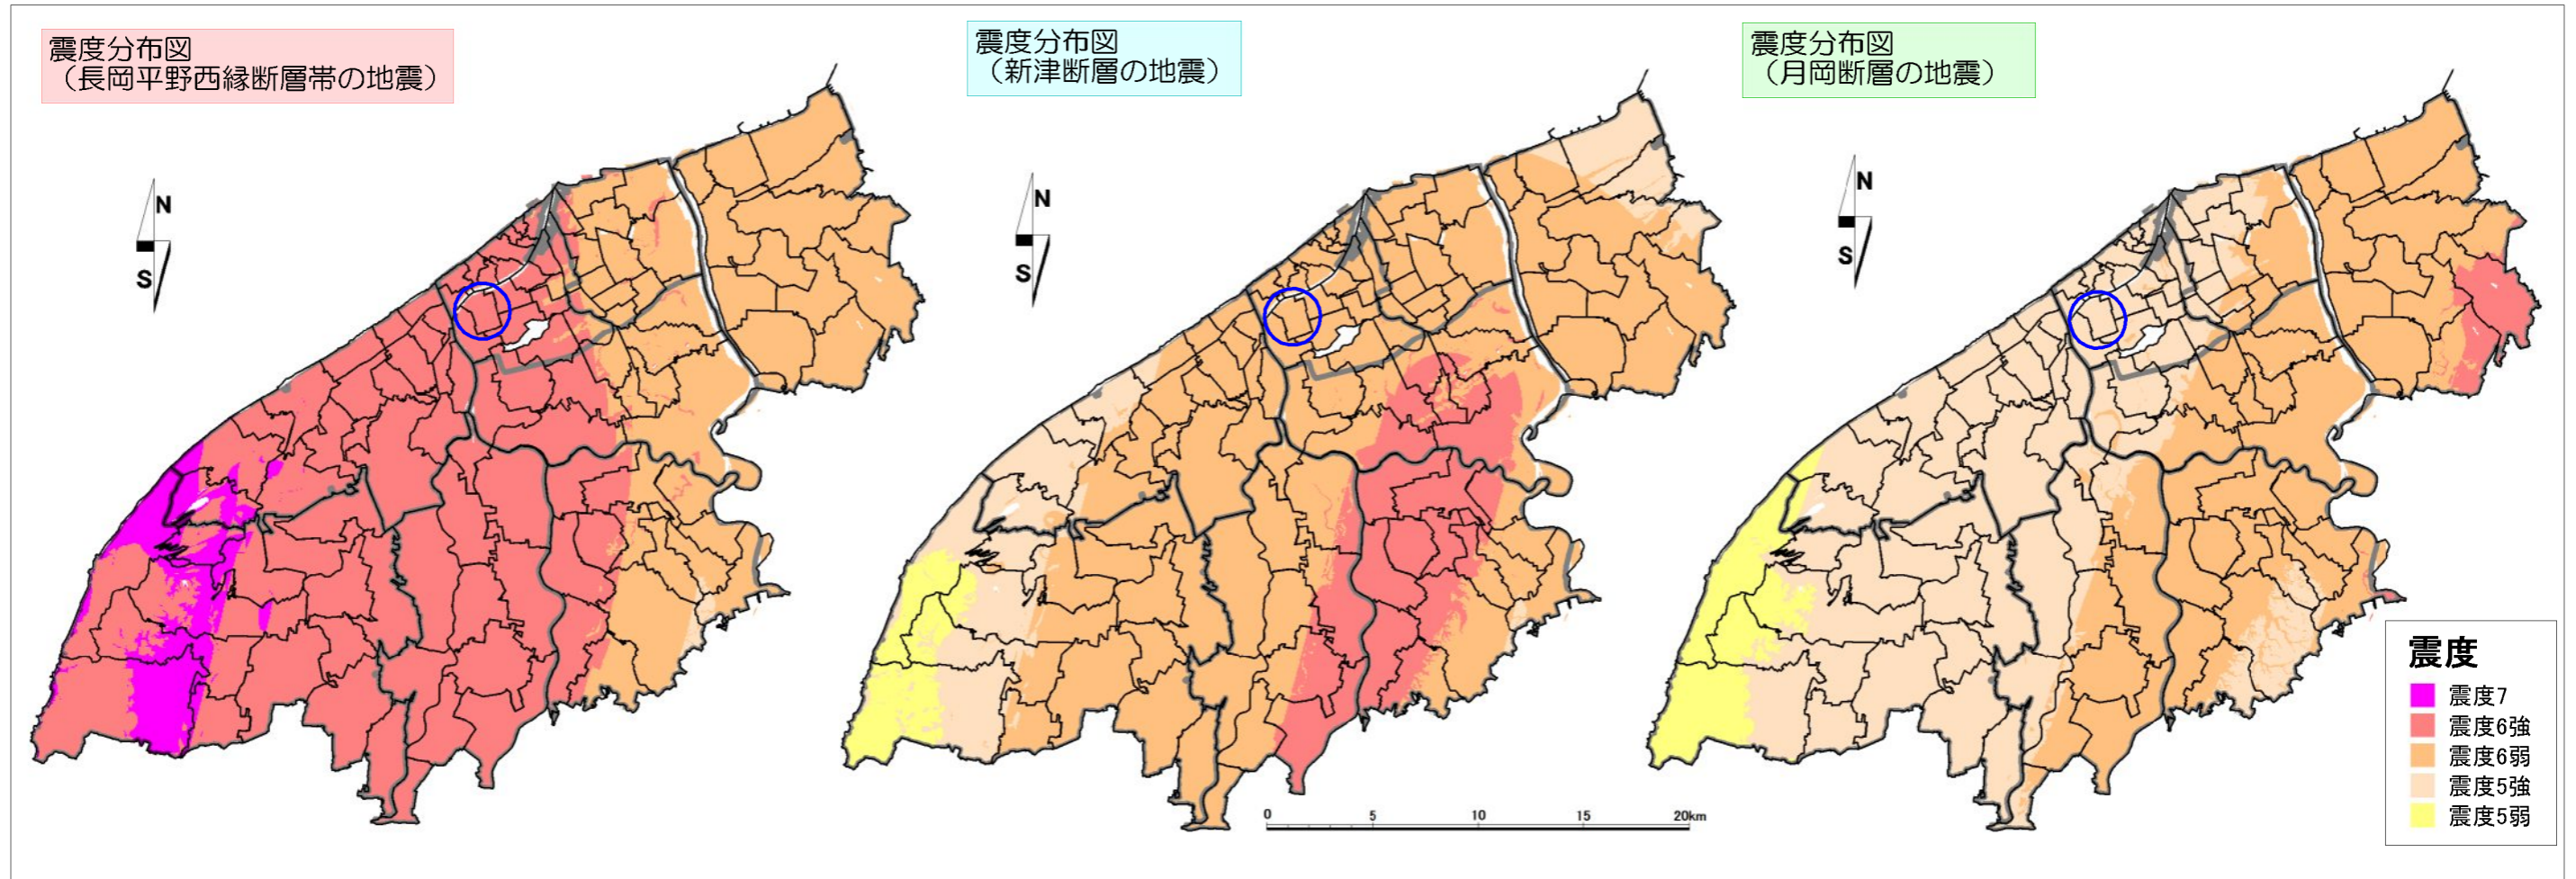 震度分布図
（長岡平野西縁断層帯の地震）
震度分布図
（新津断層の地震）
震度分布図
（月岡断層の地震）
N
S
N
S
N
S
震度
震度7
震度6強
震度6弱
震度5強
震度5弱
0 5 10 15 20km